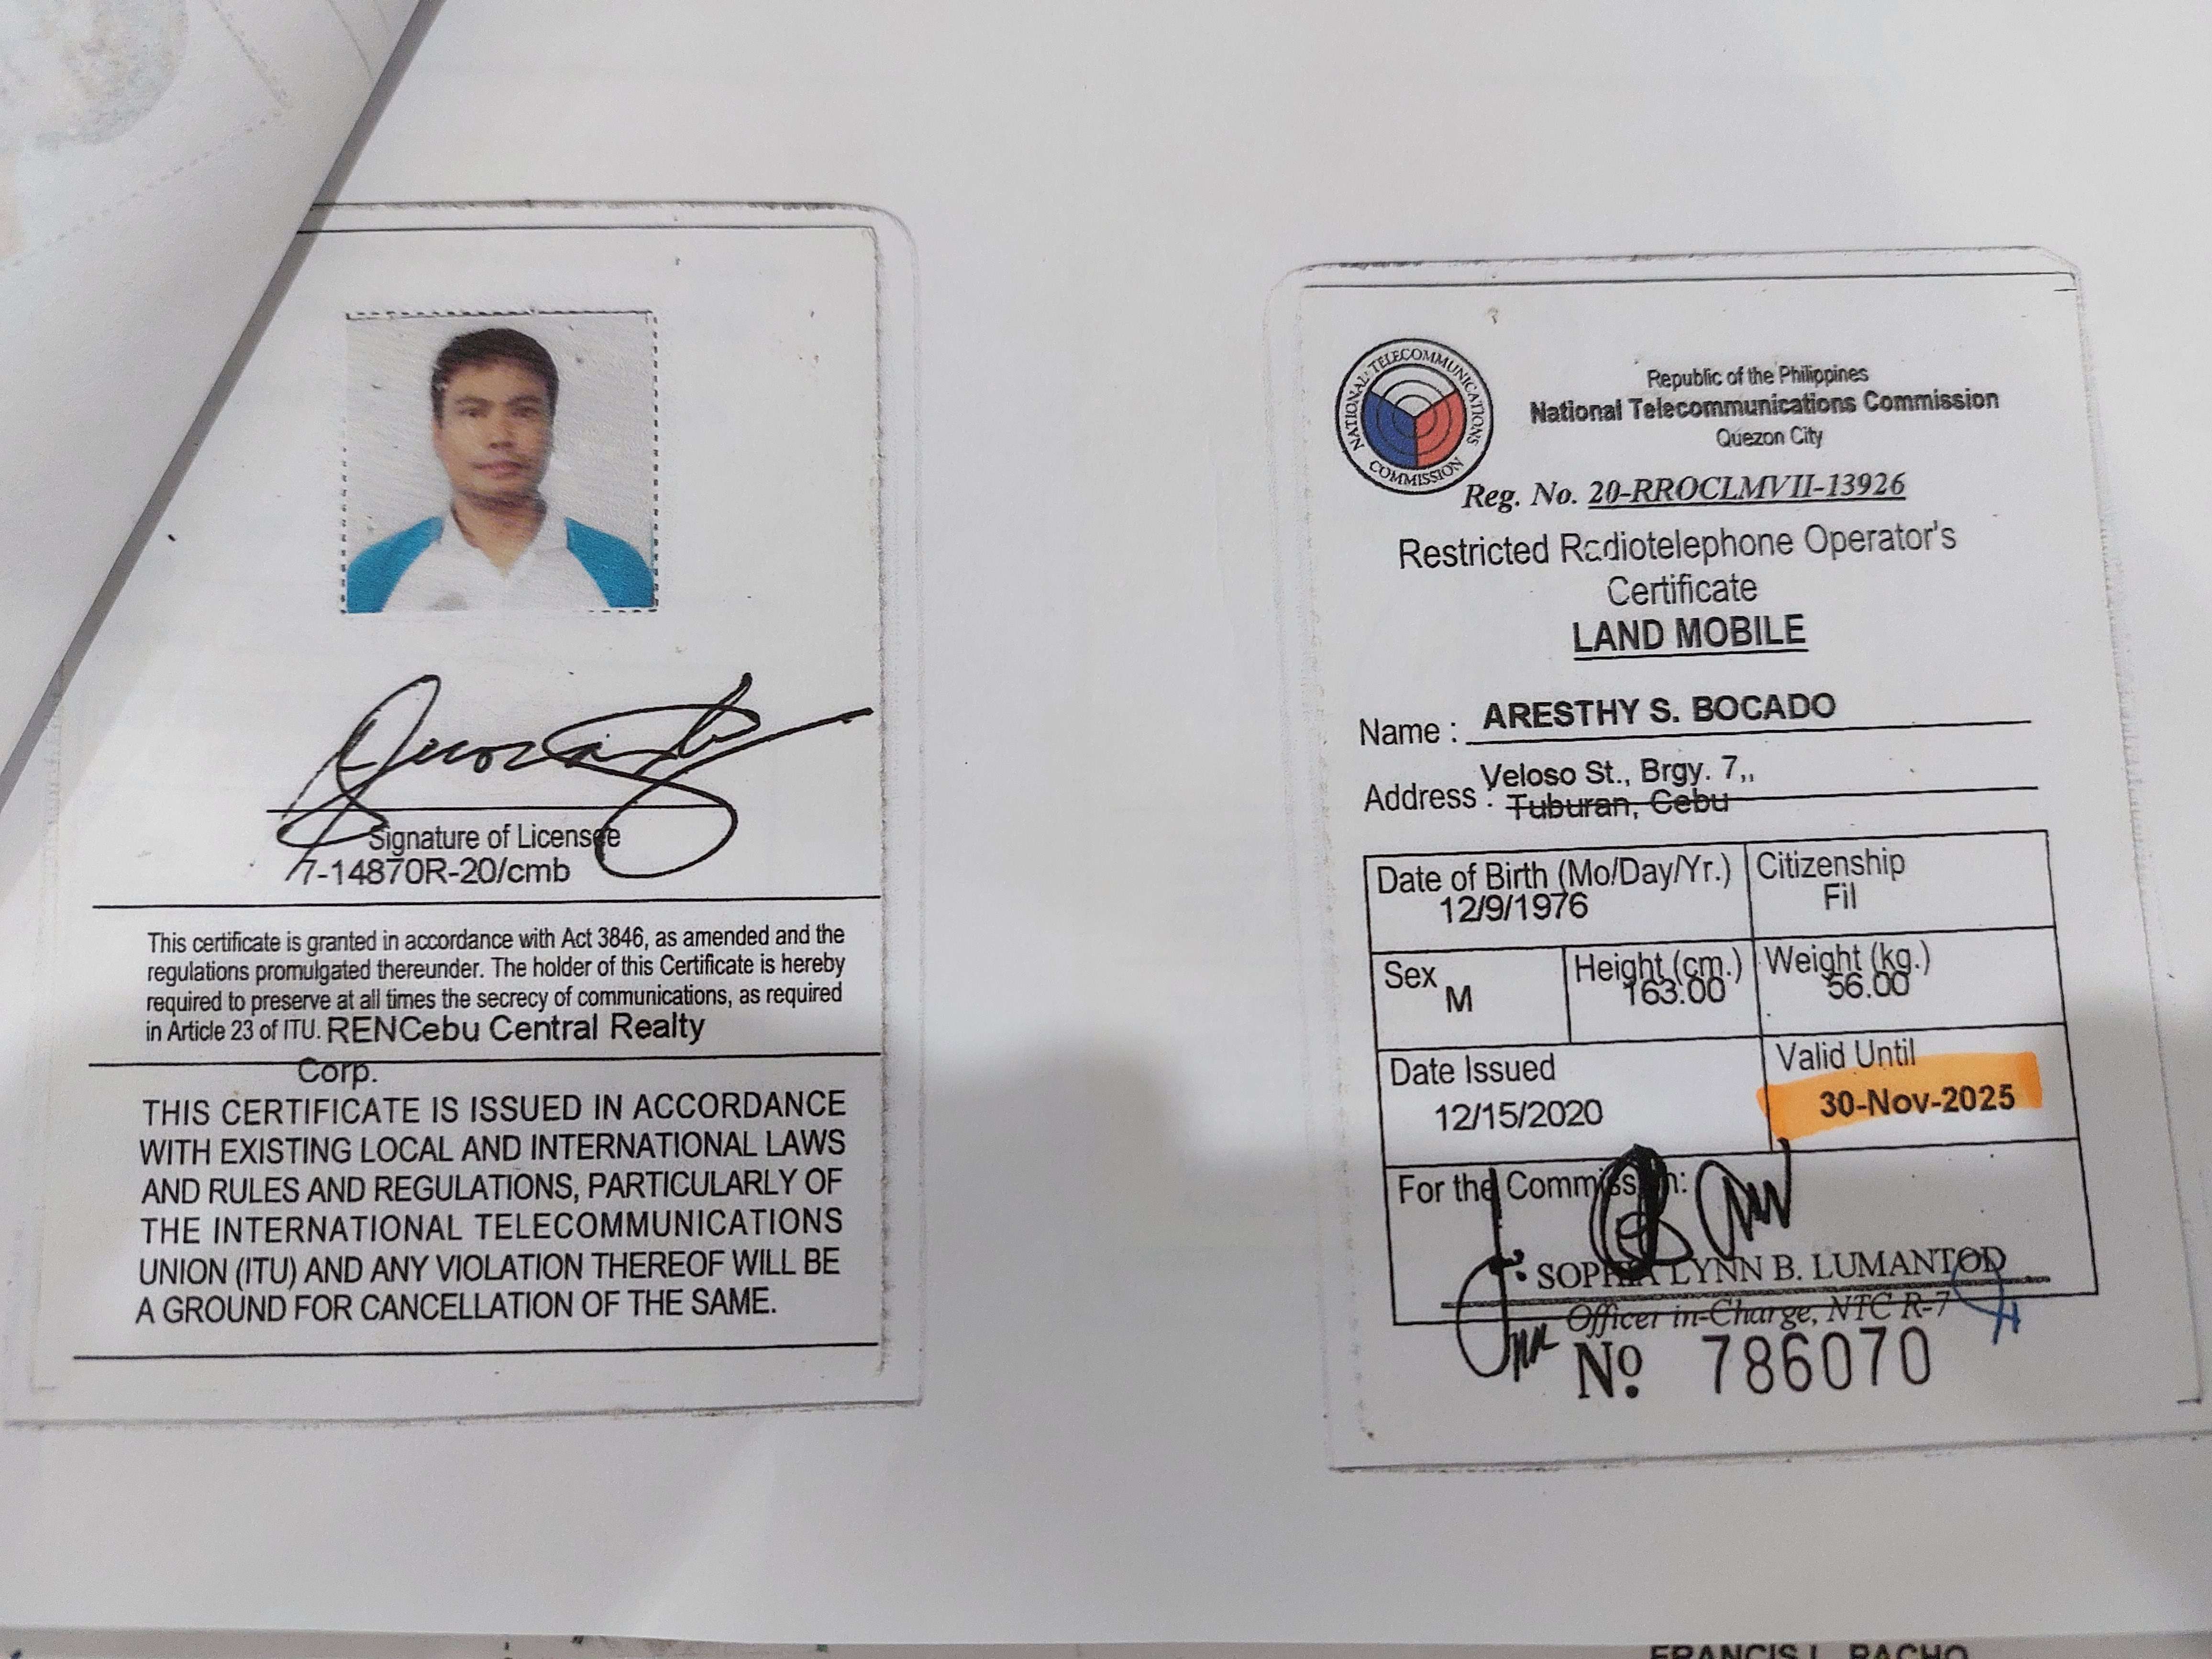 Signature of Licensee
7-14870R-20/cmb
This certificate is granted in accordance with Act 3846, as amended and the
regulations promulgated thereunder. The holder of this Certificate is hereby
required to preserve at all times the secrecy of communications, as required
in Article 23 of ITU. RENCebu Central Realty
Corp.
THIS CERTIFICATE IS ISSUED IN ACCORDANCE
WITH EXISTING LOCAL AND INTERNATIONAL LAWS
AND RULES AND REGULATIONS, PARTICULARLY OF
THE INTERNATIONAL TELECOMMUNICATIONS
UNION (ITU) AND ANY VIOLATION THEREOF WILL BE
A GROUND FOR CANCELLATION OF THE SAME.
NATIONAL TELECOMMUNICATIONS
COMMISSION
Republic of the Philippines
National Telecommunications Commission
Quezon City
Reg. No. 20-RROCLMVII-13926
Restricted Radiotelephone Operator's
Certificate
LAND MOBILE
Name : ARESTHY S. BOCADO
Address : Veloso St., Brgy. 7,,
Tuburan, Cebu
Date of Birth (Mo/Day/Yr.) Citizenship
12/9/1976 Fil
Sex Height (cm.) Weight (kg.)
M 163.00 56.00
Date Issued Valid Until
12/15/2020 30-Nov-2025
For the Commission:
SOPHIA LYNN B. LUMANTOD
Officer in-Charge, NTC R-7
Nº 786070
FRANCIS L. PACHO